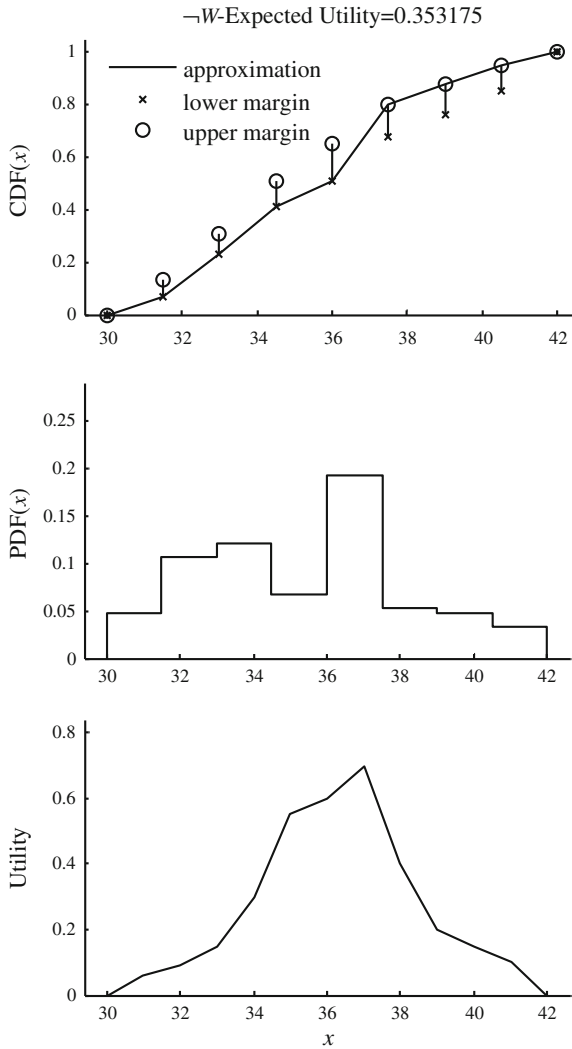 ¬W-Expected Utility=0.353175
1
0.8
0.6
0.4
0.2
0
CDF(x)
approximation
lower margin
upper margin
30 32 34 36 38 40 42
0.25
0.2
0.15
0.1
0.05
0
PDF(x)
30 32 34 36 38 40 42
0.8
0.6
0.4
0.2
0
Utility
30 32 34 36 38 40 42
x